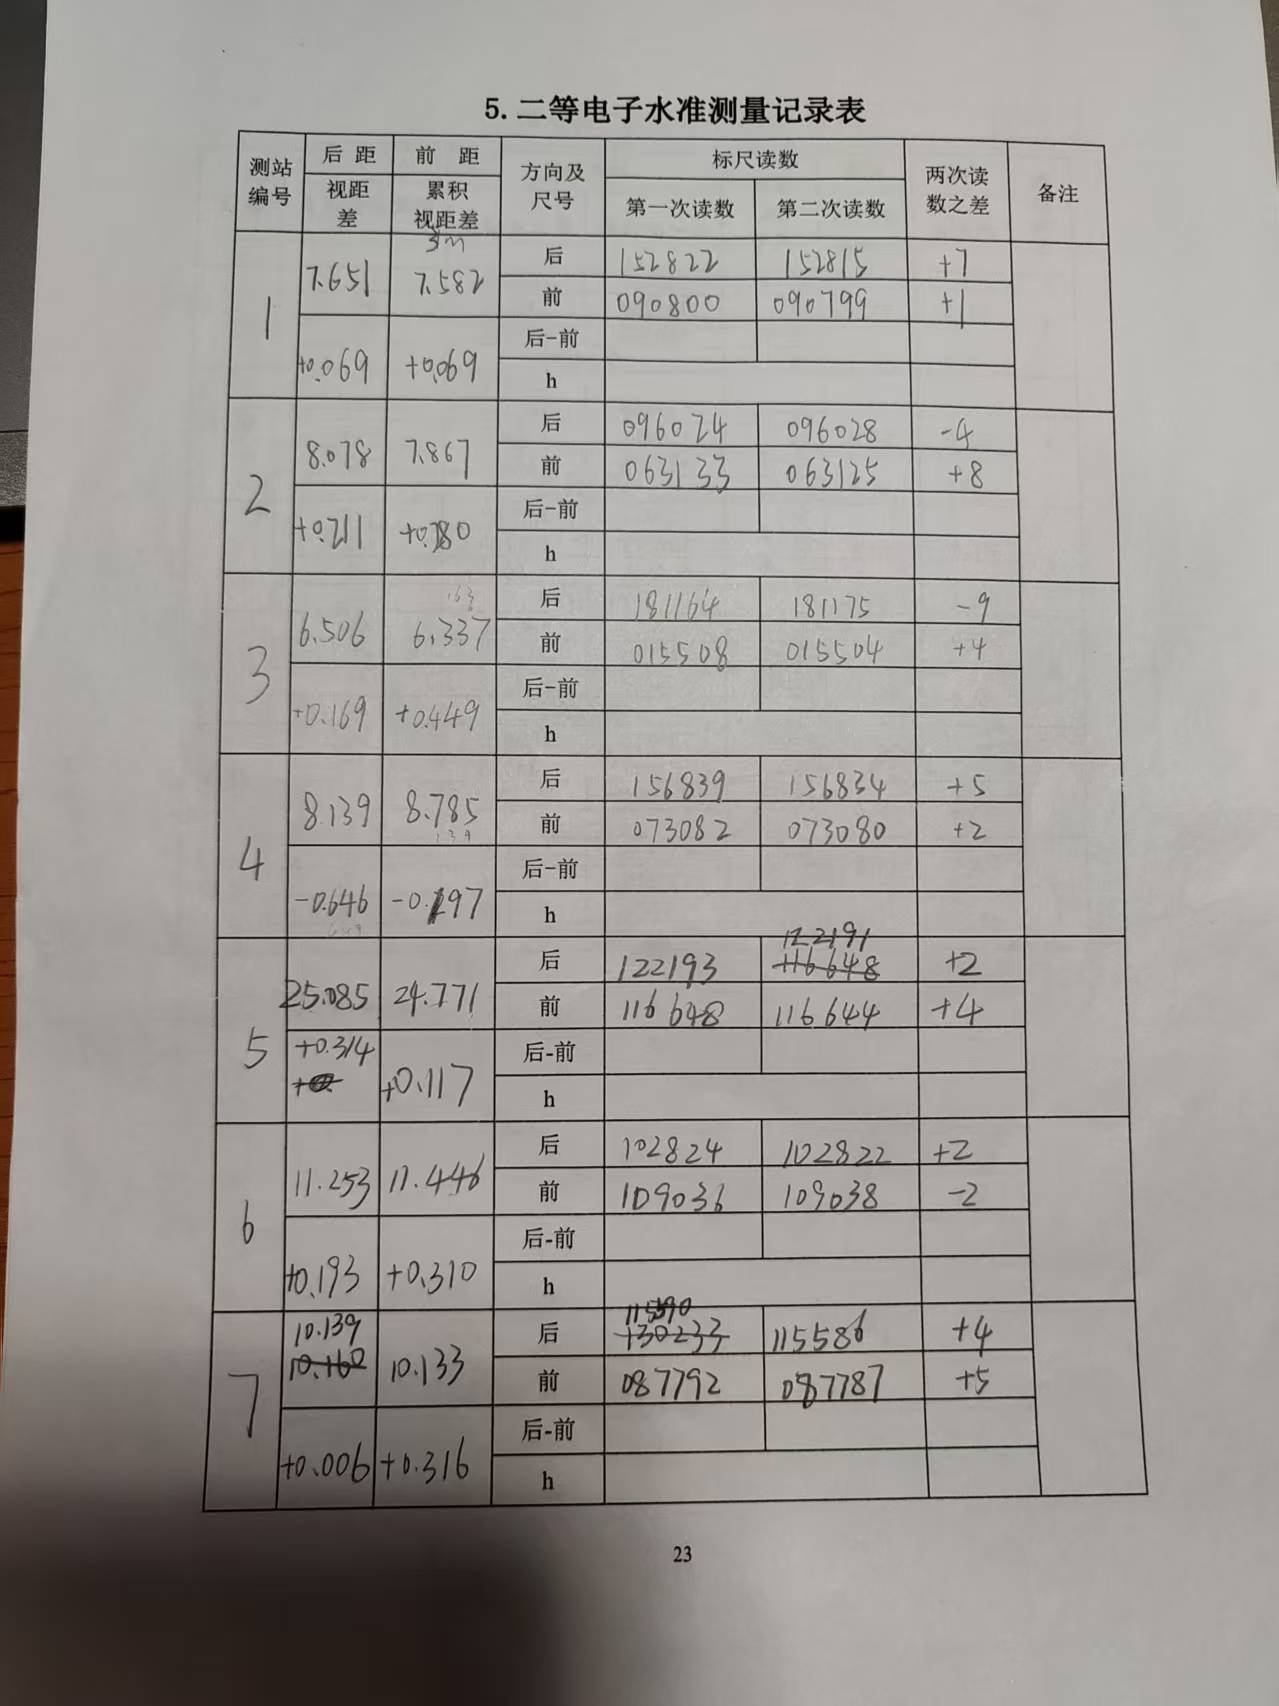 5. 二等电子水准测量记录表
测站编号 后距 前距 方向及尺号 标尺读数 两次读数之差 备注
视距差 累积视距差 第一次读数 第二次读数
1 7.651 7.582 后 152822 152815 +7
前 090800 090799 +1
+0.069 +0.069 后-前
h
2 8.078 7.867 后 096024 096028 -4
前 063133 063125 +8
+0.211 +0.280 后-前
h
3 6.506 6.337 后 181164 181175 -9
前 015508 015504 +4
+0.169 +0.449 后-前
h
4 8.139 8.785 后 156839 156834 +5
前 073082 073080 +2
-0.646 -0.197 后-前
h
122191
5 25.085 24.771 后 122193 116648 +2
前 116648 116644 +4
+0.314 +0.117 后-前
h
6 11.253 11.446 后 102824 102822 +2
前 109036 109038 -2
+0.193 +0.310 后-前
h
10.139 115590
7 10.160 10.133 后 130233 115586 +4
前 087792 087787 +5
+0.006 +0.316 后-前
h
23